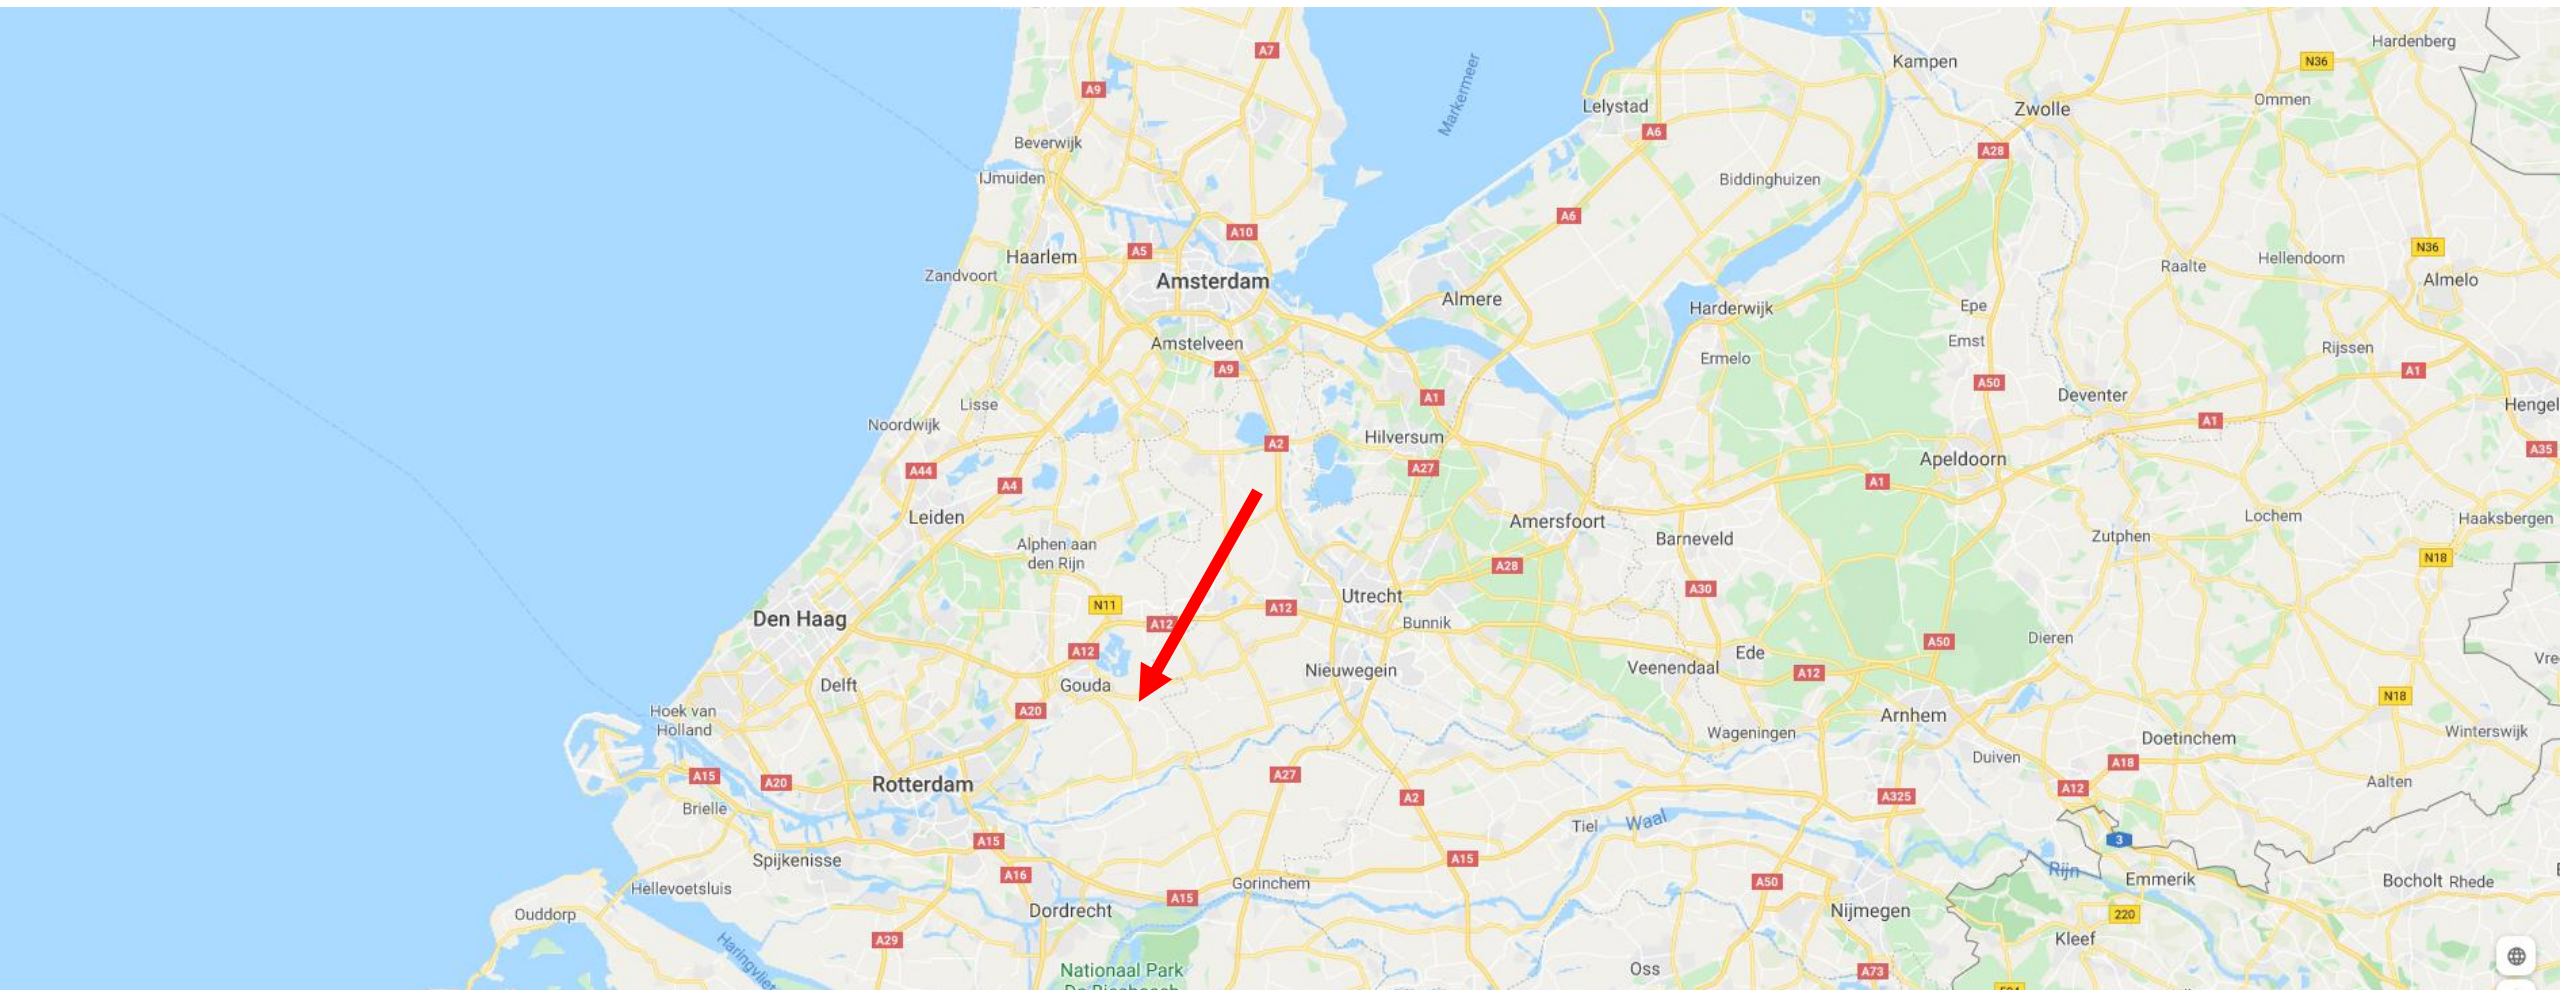 A7
Hardenberg
Kampen
N36
A9
Markermeer
Lelystad
Ommen
Zwolle
A6
Beverwijk
A28
IJmuiden
Biddinghuizen
A6
A10
N36
Haarlem
A5
Hellendoorn
Raalte
Zandvoort
Amsterdam
Almelo
Almere
Harderwijk
Epe
Emst
Amstelveen
Rijssen
Ermelo
A9
A1
A50
Deventer
A1
Lisse
Hengel
Noordwijk
A1
Hilversum
A2
A35
Apeldoorn
A44
A27
A1
A4
Leiden
Lochem
Haaksbergen
Amersfoort
Barneveld
Zutphen
Alphen aan
den Rijn
N18
A28
A30
Utrecht
N11
A12
Den Haag
A12
Bunnik
Dieren
A50
A12
Ede
Vre
Veenendaal
Nieuwegein
A12
Delft
Gouda
N18
Hoek van
Holland
A20
Arnhem
Wageningen
Winterswijk
Doetinchem
Duiven
A18
A15
A27
A20
Rotterdam
Aalten
A12
A325
A2
Brielle
Tiel
Waal
3
A15
A15
Spijkenisse
Rijn
A16
Emmerik
Bocholt
Rhede
A50
Gorinchem
Hellevoetsluis
A15
Dordrecht
Nijmegen
Ouddorp
220
A29
Kleef
Haringvliet
Oss
Nationaal Park
De Biesbosch
A73